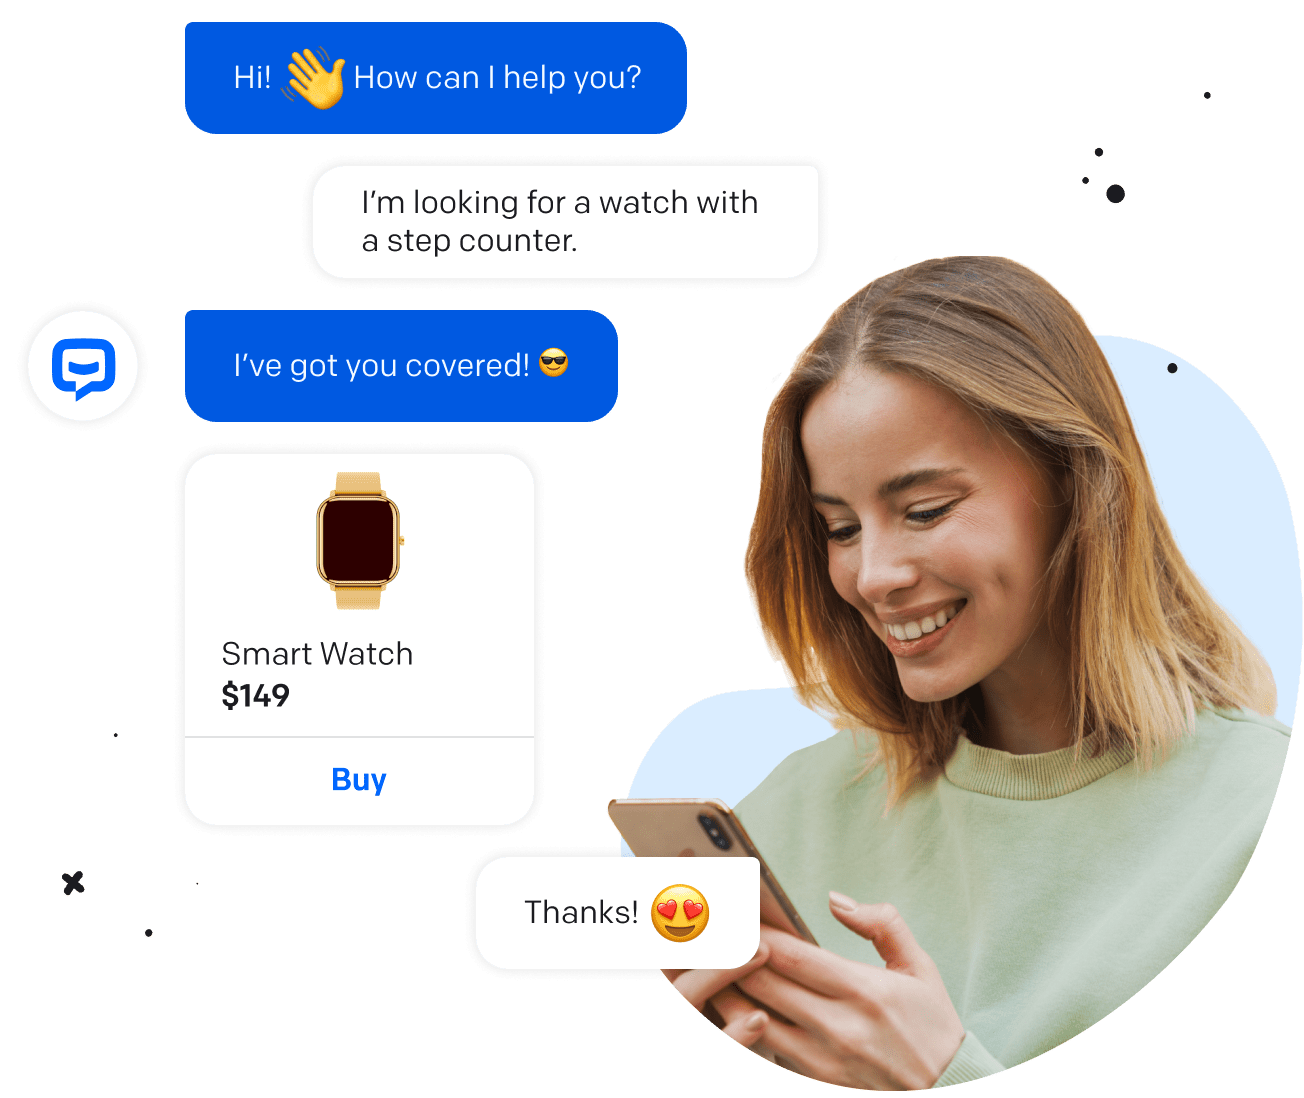 Hi! 👋 How can I help you?
I’m looking for a watch with
a step counter.
I’ve got you covered! 😎
Smart Watch
$149
Buy
Thanks! 😍